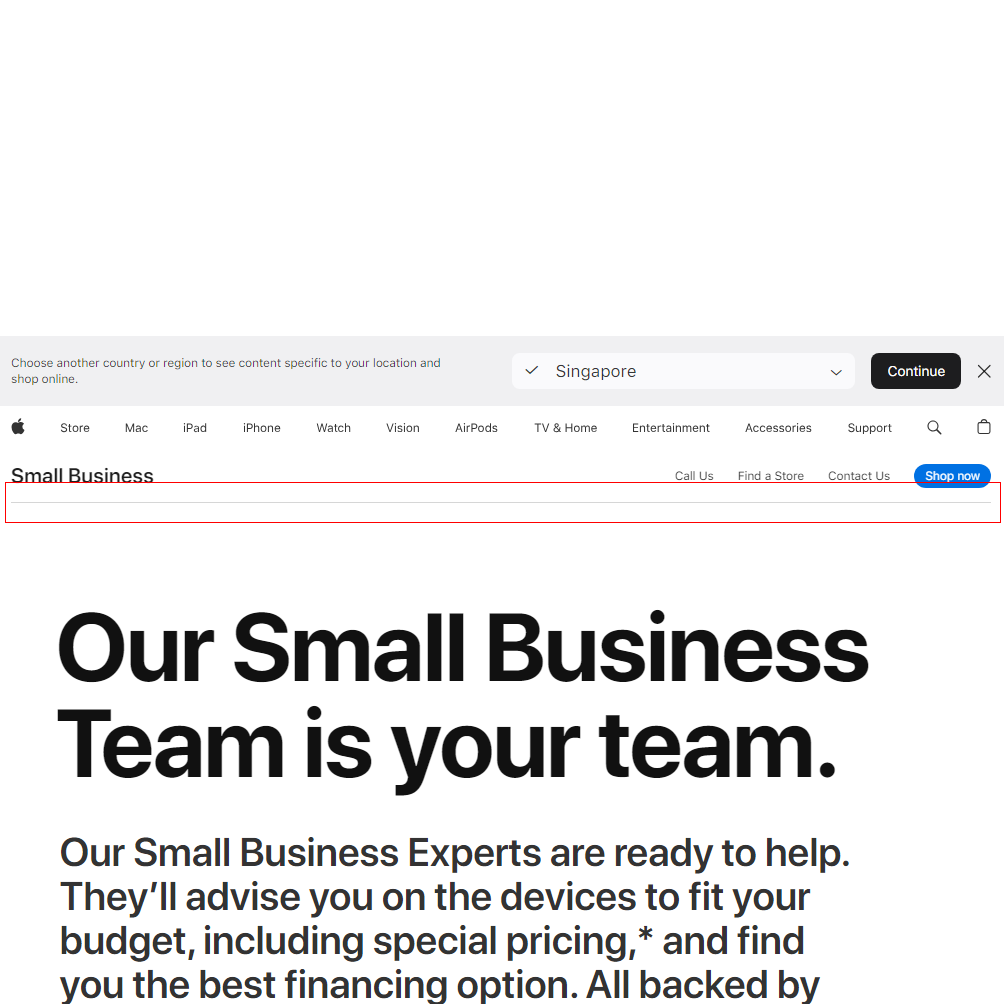 Choose another country or region to see content specific to your location and
shop online.
Singapore
Continue
Store Mac iPad iPhone Watch Vision AirPods TV & Home Entertainment Accessories Support
Small Business
Call Us Find a Store Contact Us Shop now
Our Small Business
Team is your team.
Our Small Business Experts are ready to help.
They’ll advise you on the devices to fit your
budget, including special pricing,* and find
you the best financing option. All backed by